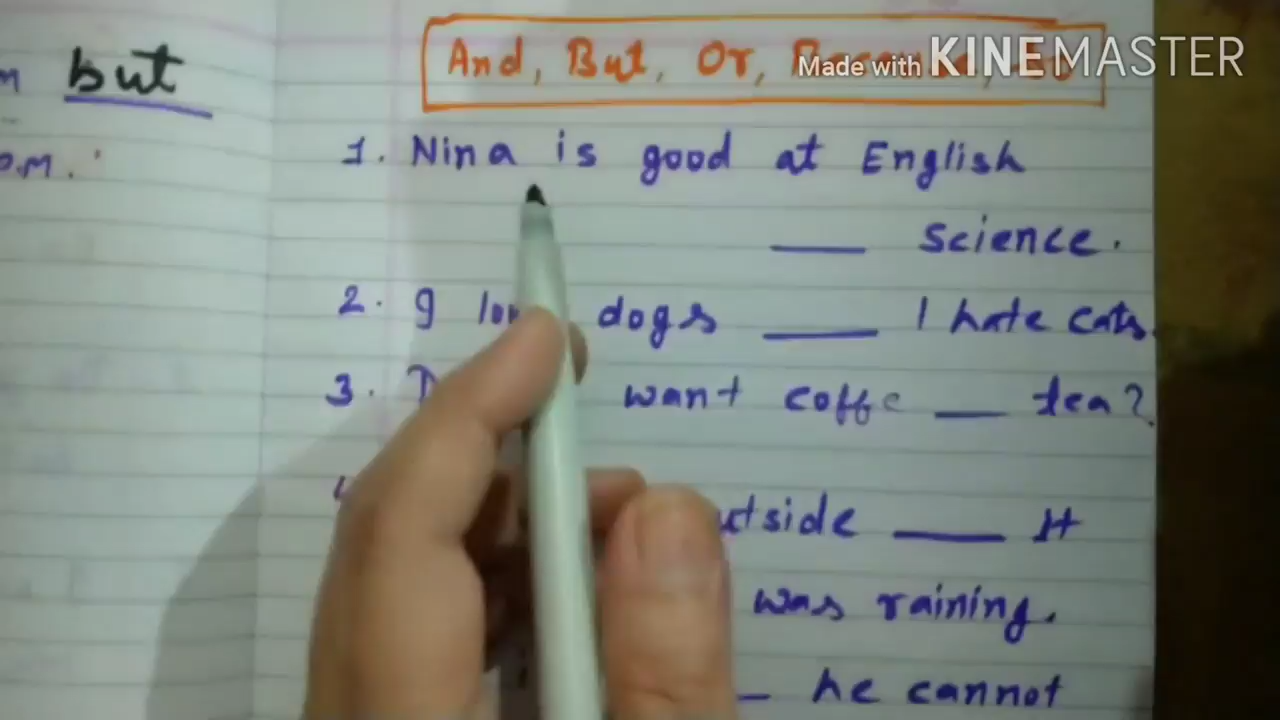 but
And, But, Or,
Made with KINEMASTER
1. Nina is good at English
___ science.
2. I dogs ___ I hate cats.
3. want coffe ___ tea?
___ It
was raining.
_ he cannot